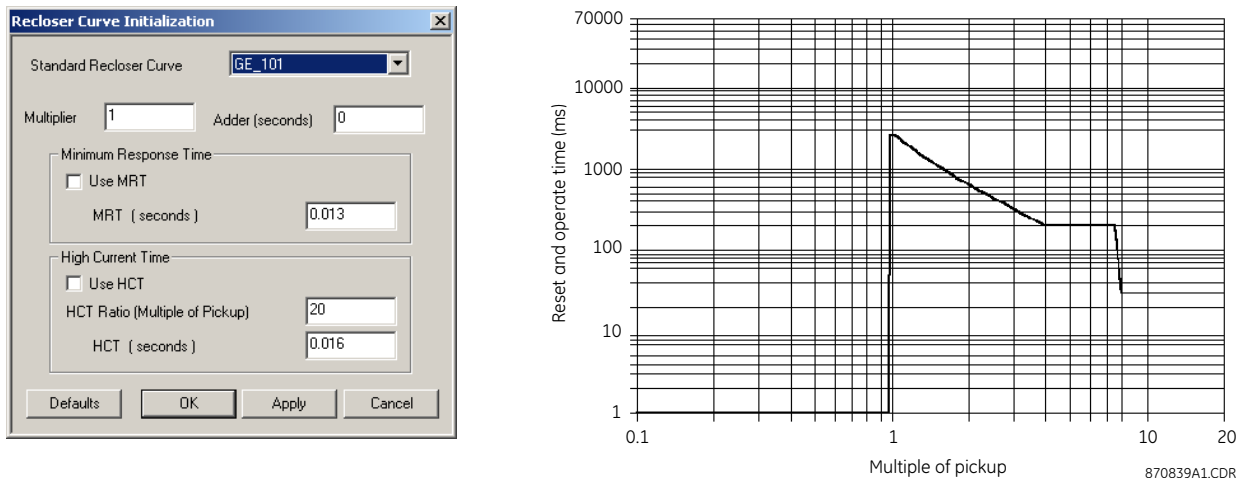 Recloser Curve Initialization
Standard Recloser Curve GE_101
Multiplier 1 Adder (seconds) 0
Minimum Response Time
Use MRT
MRT ( seconds ) 0.013
High Current Time
Use HCT
HCT Ratio (Multiple of Pickup) 20
HCT ( seconds ) 0.016
Defaults OK Apply Cancel
Reset and operate time (ms)
70000
10000
1000
100
10
1
0.1 1 10 20
Multiple of pickup
870839A1.CDR